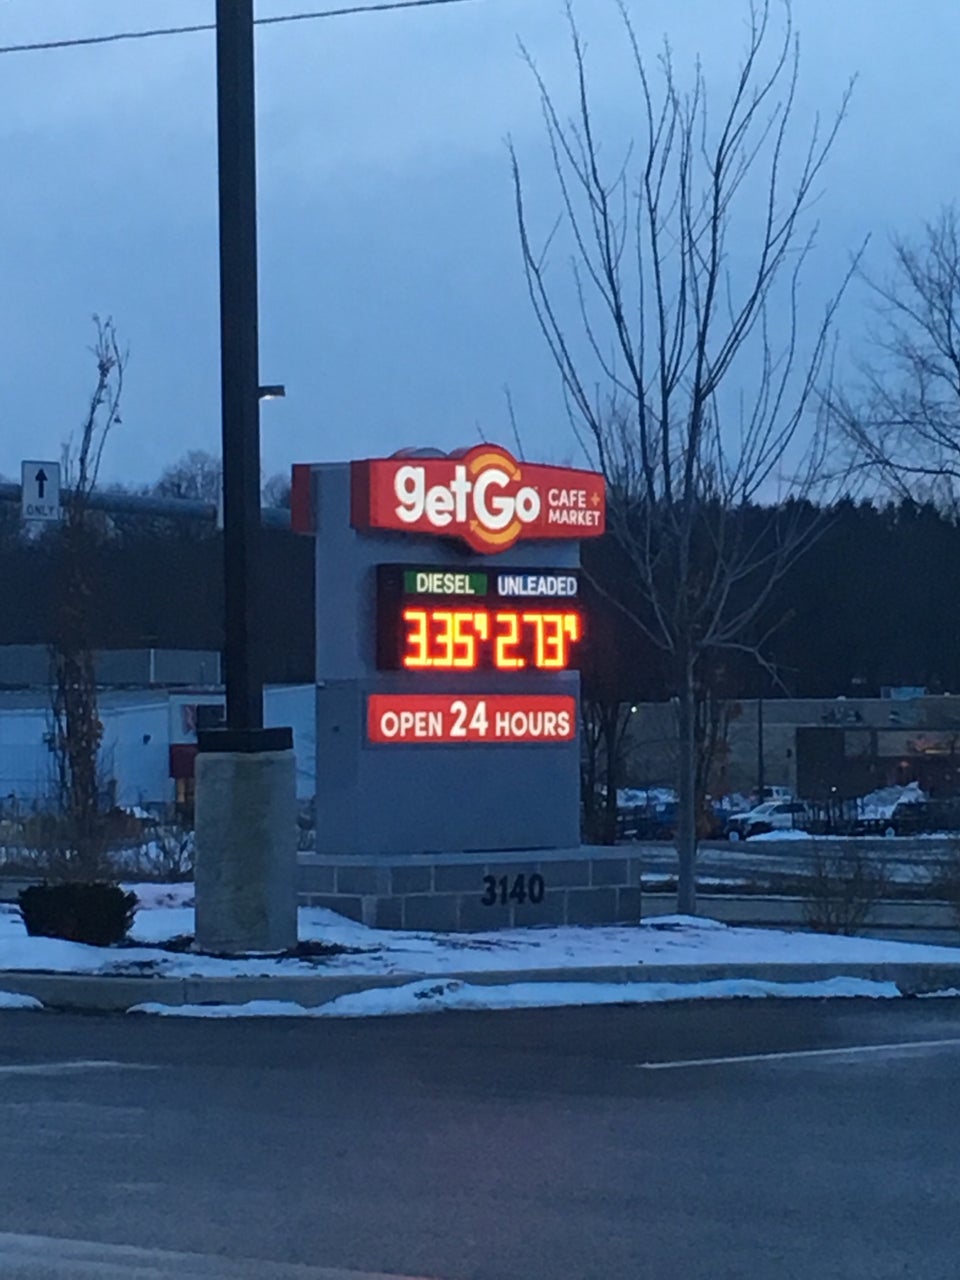 ONLY
getGo CAFE +
MARKET
DIESEL UNLEADED
3.35⁹ 2.73⁹
OPEN 24 HOURS
3140